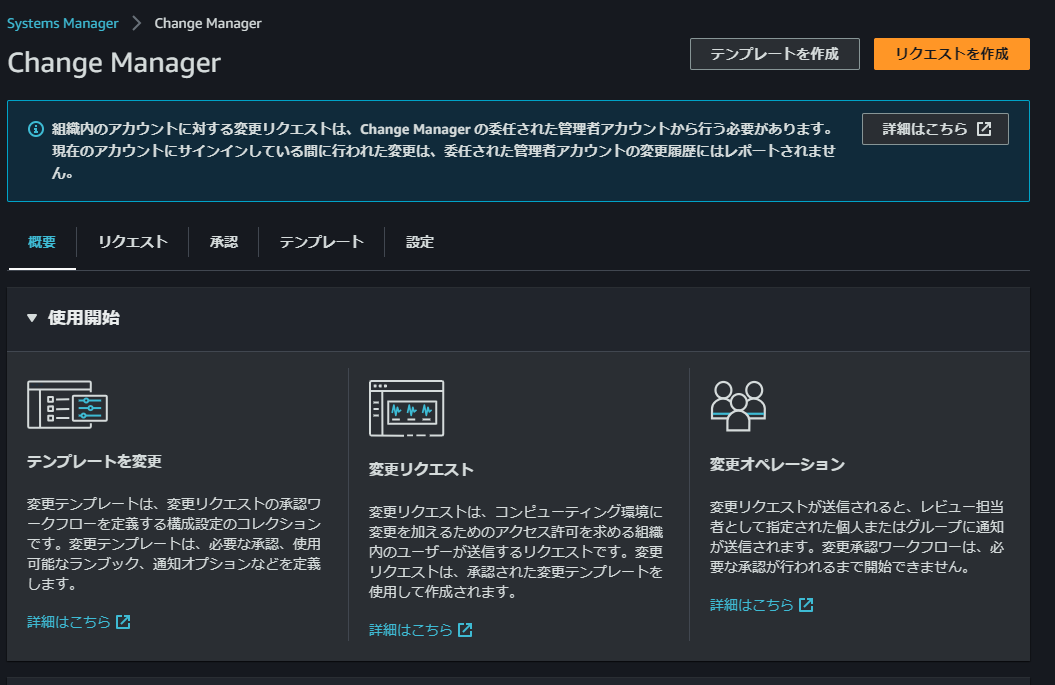 Systems Manager > Change Manager
Change Manager
テンプレートを作成
リクエストを作成
組織内のアカウントに対する変更リクエストは、Change Manager の委任された管理者アカウントから行う必要があります。
現在のアカウントにサインインしている間に行われた変更は、委任された管理者アカウントの変更履歴にはレポートされませ
ん。
詳細はこちら
概要
リクエスト
承認
テンプレート
設定
使用開始
テンプレートを変更
変更テンプレートは、変更リクエストの承認ワ
ークフローを定義する構成設定のコレクション
です。変更テンプレートは、必要な承認、使用
可能なランブック、通知オプションなどを定義
します。
詳細はこちら
変更リクエスト
変更リクエストは、コンピューティング環境に
変更を加えるためのアクセス許可を求める組織
内のユーザーが送信するリクエストです。変更
リクエストは、承認された変更テンプレートを
使用して作成されます。
詳細はこちら
変更オペレーション
変更リクエストが送信されると、レビュー担当
者として指定された個人またはグループに通知
が送信されます。変更承認ワークフローは、必
要な承認が行われるまで開始できません。
詳細はこちら